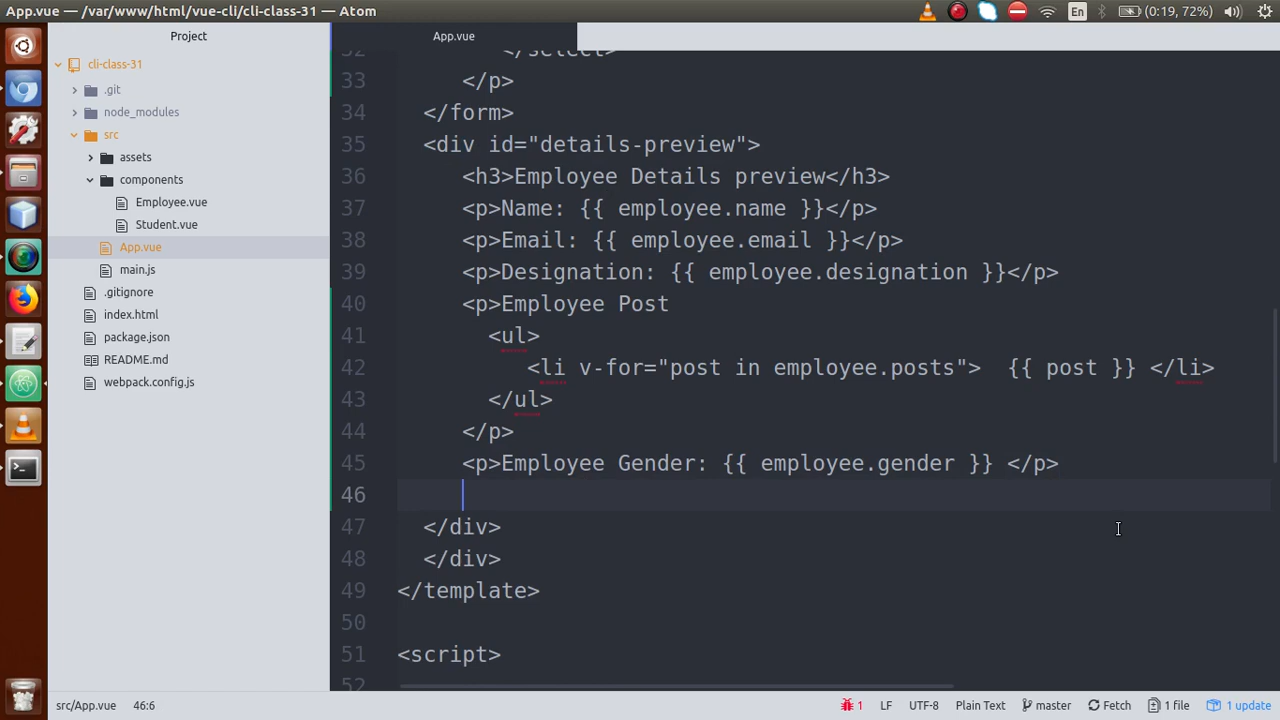 App.vue — /var/www/html/vue-cli/cli-class-31 — Atom
En
(0:19, 72%)
Project
App.vue
cli-class-31
.git
node_modules
src
assets
components
Employee.vue
Student.vue
App.vue
main.js
.gitignore
index.html
package.json
README.md
webpack.config.js
32 </select>
33 </p>
34 </form>
35 <div id="details-preview">
36 <h3>Employee Details preview</h3>
37 <p>Name: {{ employee.name }}</p>
38 <p>Email: {{ employee.email }}</p>
39 <p>Designation: {{ employee.designation }}</p>
40 <p>Employee Post
41 <ul>
42 <li v-for="post in employee.posts">  {{ post }} </li>
43 </ul>
44 </p>
45 <p>Employee Gender: {{ employee.gender }} </p>
46
47 </div>
48 </div>
49 </template>
50
51 <script>
52
src/App.vue 46:6 1 LF UTF-8 Plain Text master Fetch 1 file 1 update